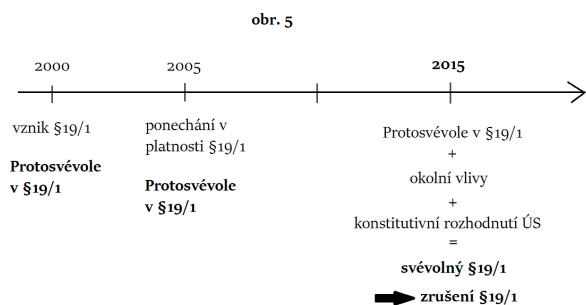 obr. 5
2000
2005
2015
vznik §19/1
Protosvévole
v §19/1
ponechání v
platnosti §19/1
Protosvévole
v §19/1
Protosvévole v §19/1
+
okolní vlivy
+
konstitutivní rozhodnutí ÚS
=
svévolný §19/1
zrušení §19/1